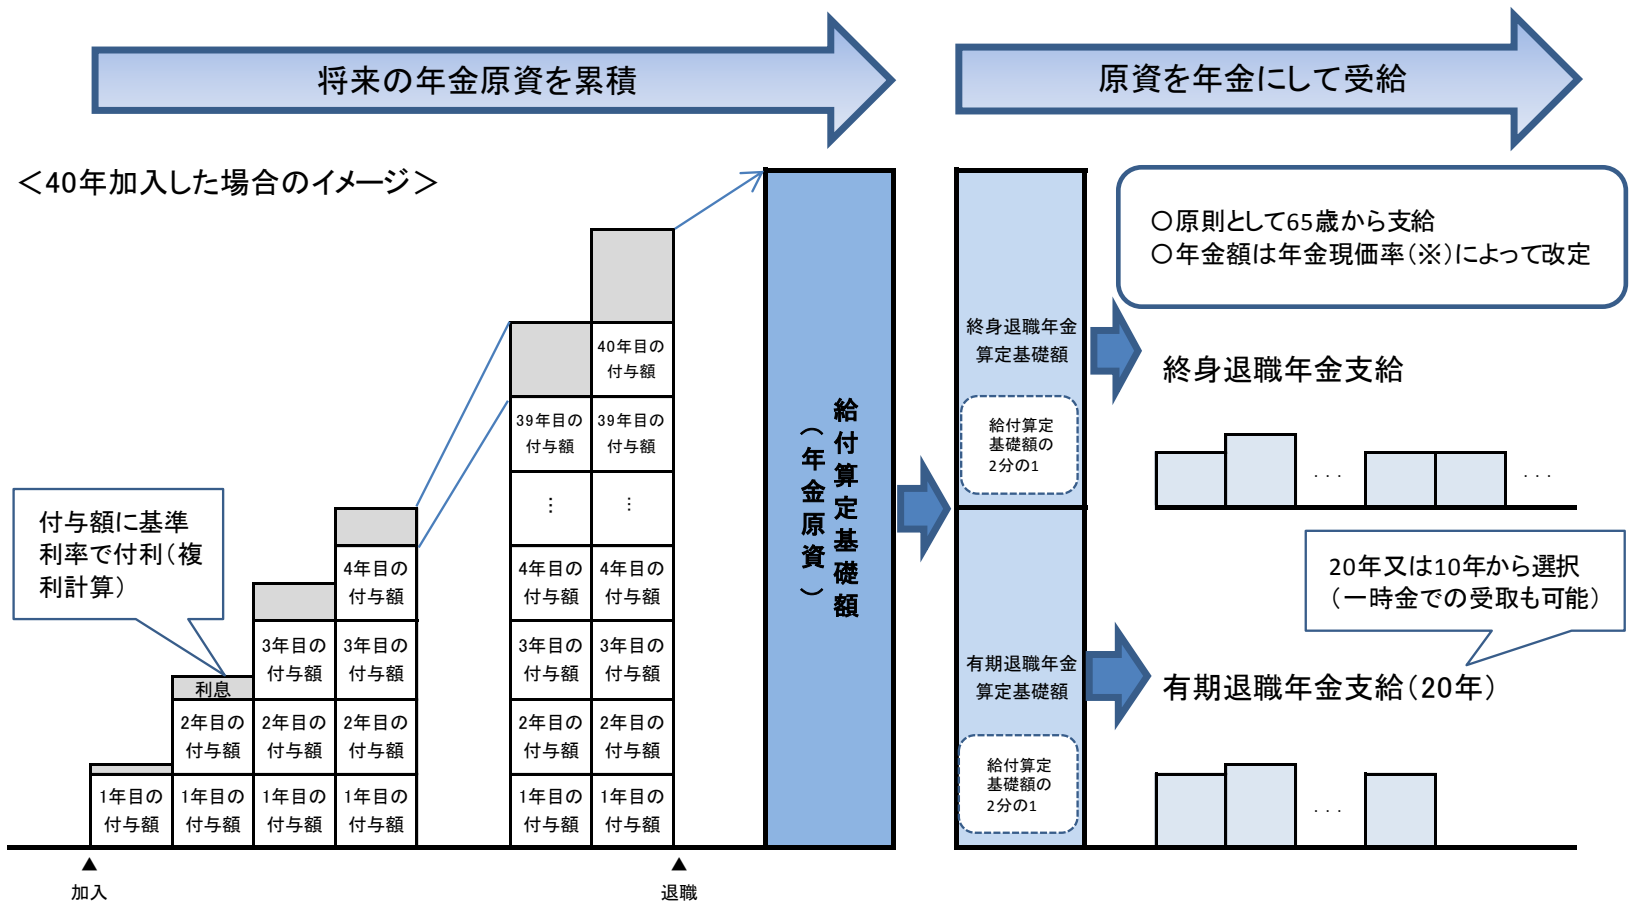 将来の年金原資を累積
原資を年金にして受給
＜40年加入した場合のイメージ＞
○原則として65歳から支給
○年金額は年金現価率（※）によって改定
付与額に基準
利率で付利（複
利計算）
1年目の
付与額
利息
2年目の
付与額
1年目の
付与額
3年目の
付与額
2年目の
付与額
1年目の
付与額
4年目の
付与額
3年目の
付与額
2年目の
付与額
1年目の
付与額
39年目の
付与額
…
4年目の
付与額
3年目の
付与額
2年目の
付与額
1年目の
付与額
40年目の
付与額
39年目の
付与額
…
4年目の
付与額
3年目の
付与額
2年目の
付与額
1年目の
付与額
▲
加入
▲
退職
給付算定基礎額
（年金原資）
終身退職年金
算定基礎額
給付算定
基礎額の
2分の1
有期退職年金
算定基礎額
給付算定
基礎額の
2分の1
終身退職年金支給
...
...
20年又は10年から選択
（一時金での受取も可能）
有期退職年金支給（20年）
...